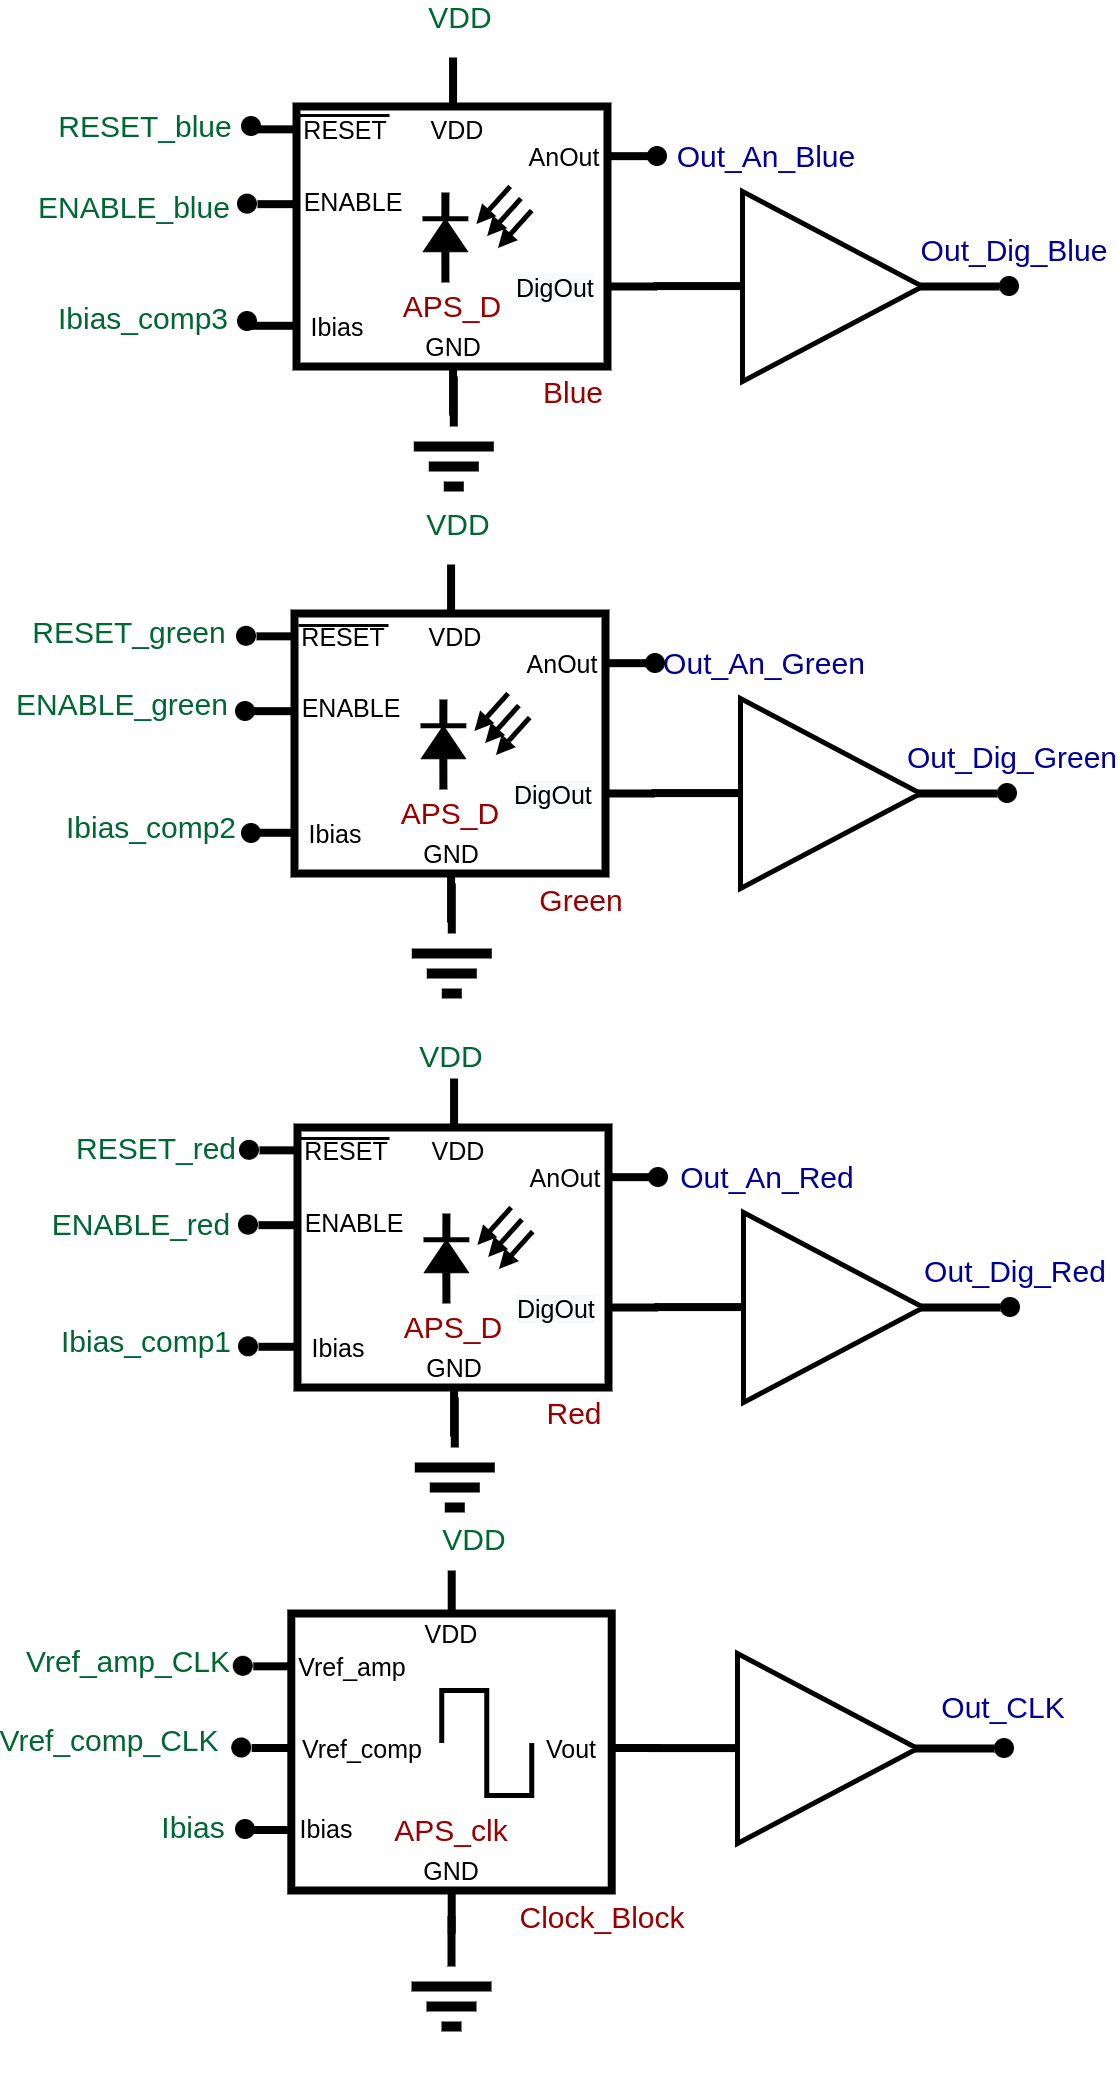 VDD
RESET_blue
RESET
VDD
AnOut
Out_An_Blue
ENABLE_blue
ENABLE
Out_Dig_Blue
DigOut
APS_D
Ibias_comp3
Ibias
GND
Blue
VDD
RESET_green
RESET
VDD
AnOut
Out_An_Green
ENABLE_green
ENABLE
Out_Dig_Green
DigOut
APS_D
Ibias_comp2
Ibias
GND
Green
VDD
RESET_red
RESET
VDD
AnOut
Out_An_Red
ENABLE_red
ENABLE
Out_Dig_Red
DigOut
APS_D
Ibias_comp1
Ibias
GND
Red
VDD
VDD
Vref_amp_CLK
Vref_amp
Out_CLK
Vref_comp_CLK
Vref_comp
Vout
Ibias
Ibias
APS_clk
GND
Clock_Block